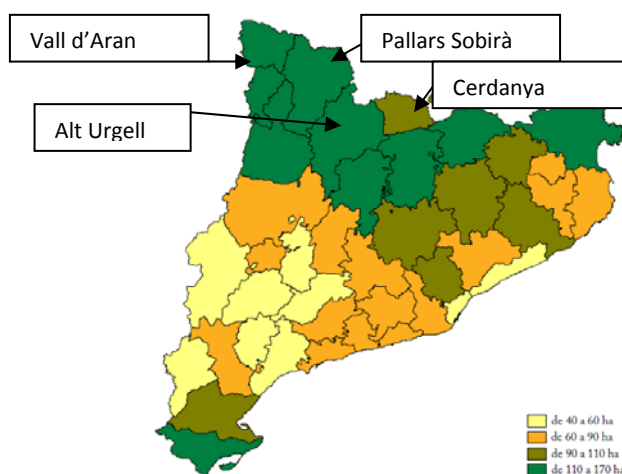 Vall d’Aran
Pallars Sobirà
Cerdanya
Alt Urgell
de 40 a 60 ha
de 60 a 90 ha
de 90 a 110 ha
de 110 a 170 ha